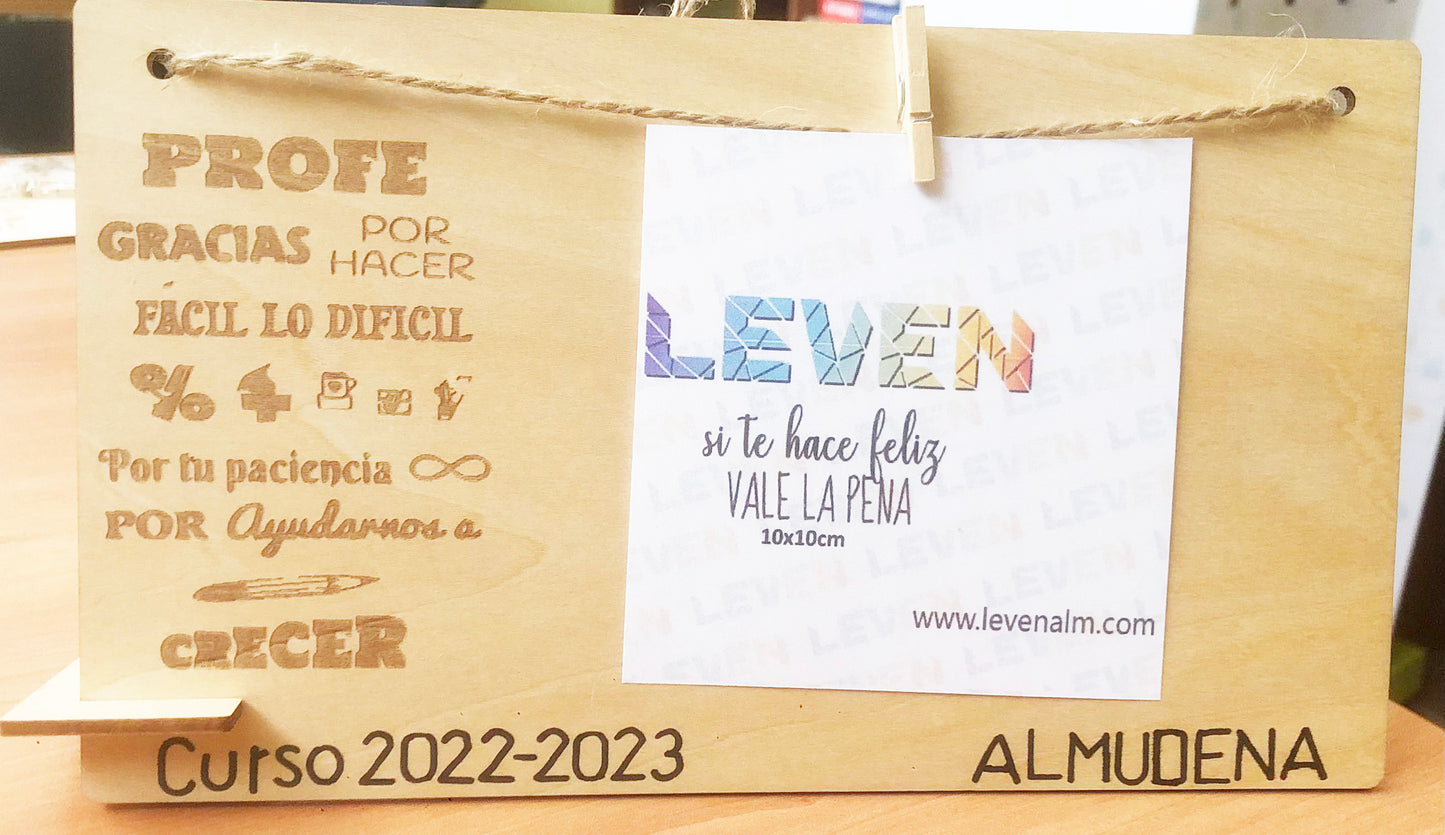 PROFE
GRACIAS POR HACER
FÁCIL LO DIFICIL
%
Por tu paciencia ∞
POR Ayudarnos a
CRECER
Curso 2022-2023
ALMUDENA
LEVEN
si te hace feliz
VALE LA PENA
10x10cm
www.levenalm.com